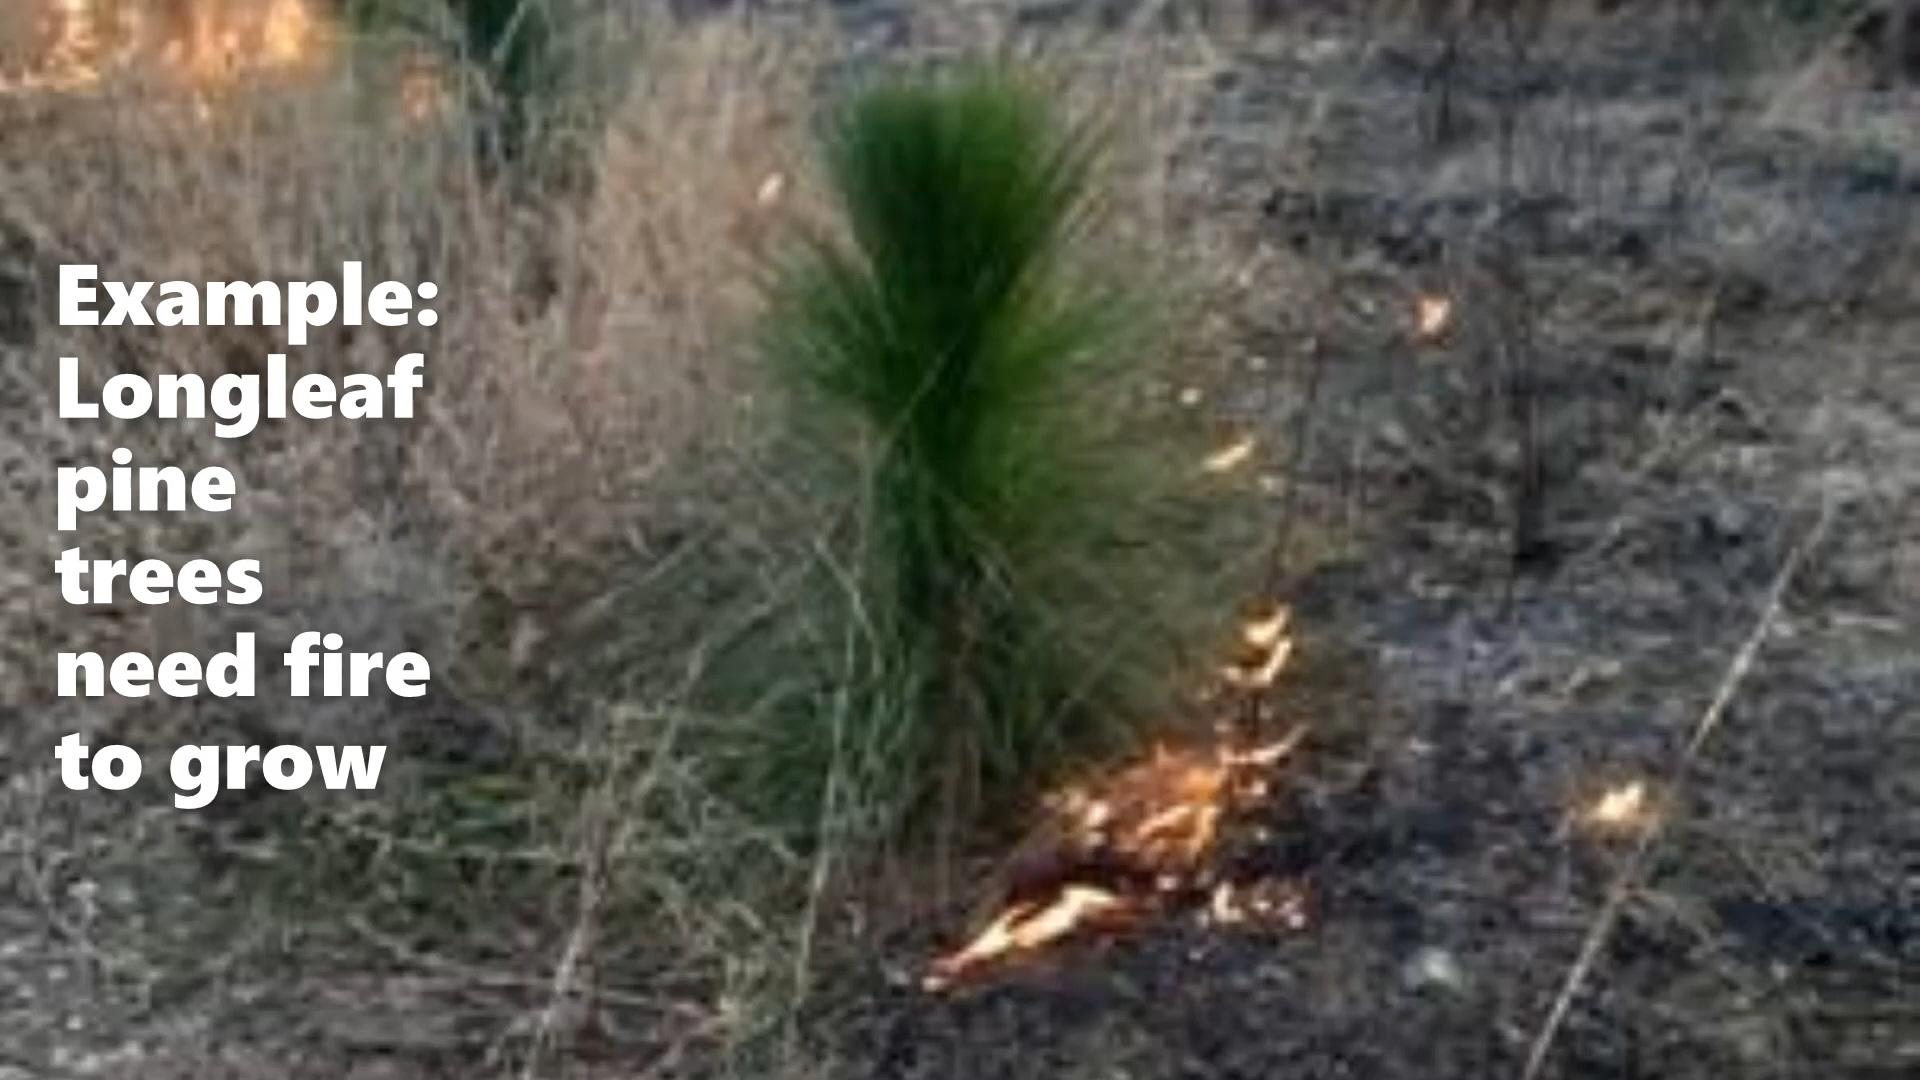 Example:
Longleaf
pine
trees
need fire
to grow